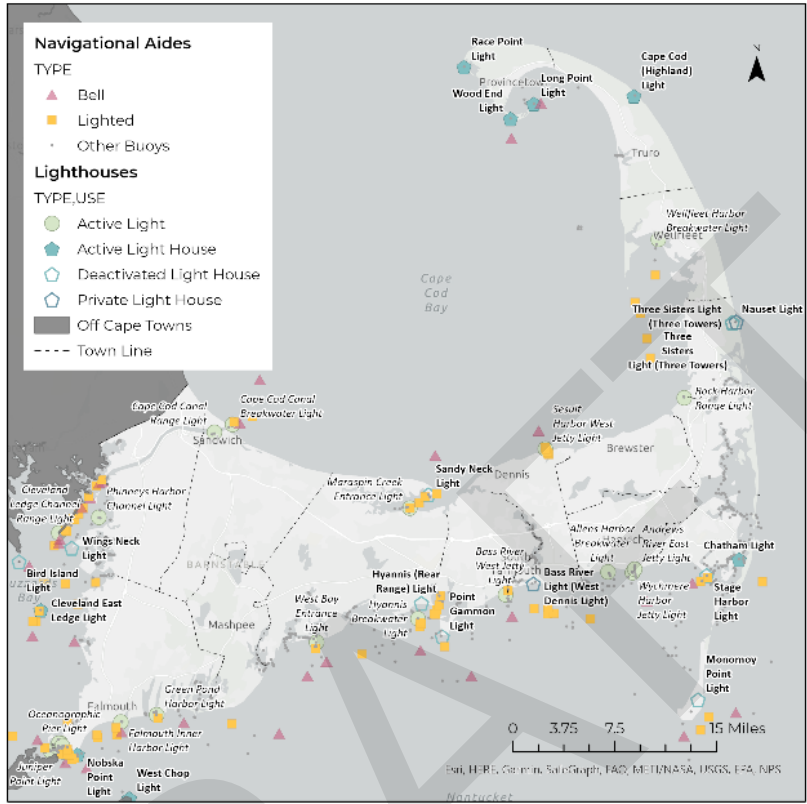 Navigational Aides
TYPE
Bell
Lighted
Other Buoys
Lighthouses
TYPE,USE
Active Light
Active Light House
Deactivated Light House
Private Light House
Off Cape Towns
Town Line
N
Race Point
Light
Provincetow
Long Point
Light
Wood End
Light
Cape Cod
(Highland)
Light
Truro
Wellfleet Harbor
Breakwater Light
Wellfleet
Cape
Cod
Bay
Three Sisters Light
(Three Towers)
Nauset Light
Three
Sisters
Light (Three Towers)
Rock Harbor
Range Light
Cape Cod Canal
Range Light
Cape Cod Canal
Breakwater Light
Sandwich
Sesuit
Harbor West
Jetty Light
Brewster
Dennis
Sandy Neck
Light
Maraspin Creek
Entrance Light
Cleveland
Ledge Channel
Range Light
Phinneys Harbor
Channel Light
Wings Neck
Light
Bird Island
Light
Bay
Cleveland East
Ledge Light
BARNSTABLE
Mashpee
West Bay
Entrance
Light
Hyannis (Rear
Range) Light
Hyannis
Breakwater
Light
Point
Gammon
Light
Bass River
West Jetty
Light
Bass River
Light (West
Dennis Light)
Allens Harbor
Breakwater
Light
Andrews
River East
Jetty Light
Harwich
Wychmere
Harbor
Jetty Light
Chatham Light
Stage
Harbor
Light
Monomoy
Point
Light
Falmouth
Green Pond
Harbor Light
Falmouth Inner
Harbor Light
Oceanographic
Pier Light
Juniper
Point Light
Nobska
Point
Light
West Chop
Light
0 3.75 7.5 15 Miles
Esri, HERE, Garmin, SafeGraph, FAO, METI/NASA, USGS, EPA, NPS
Nantucket